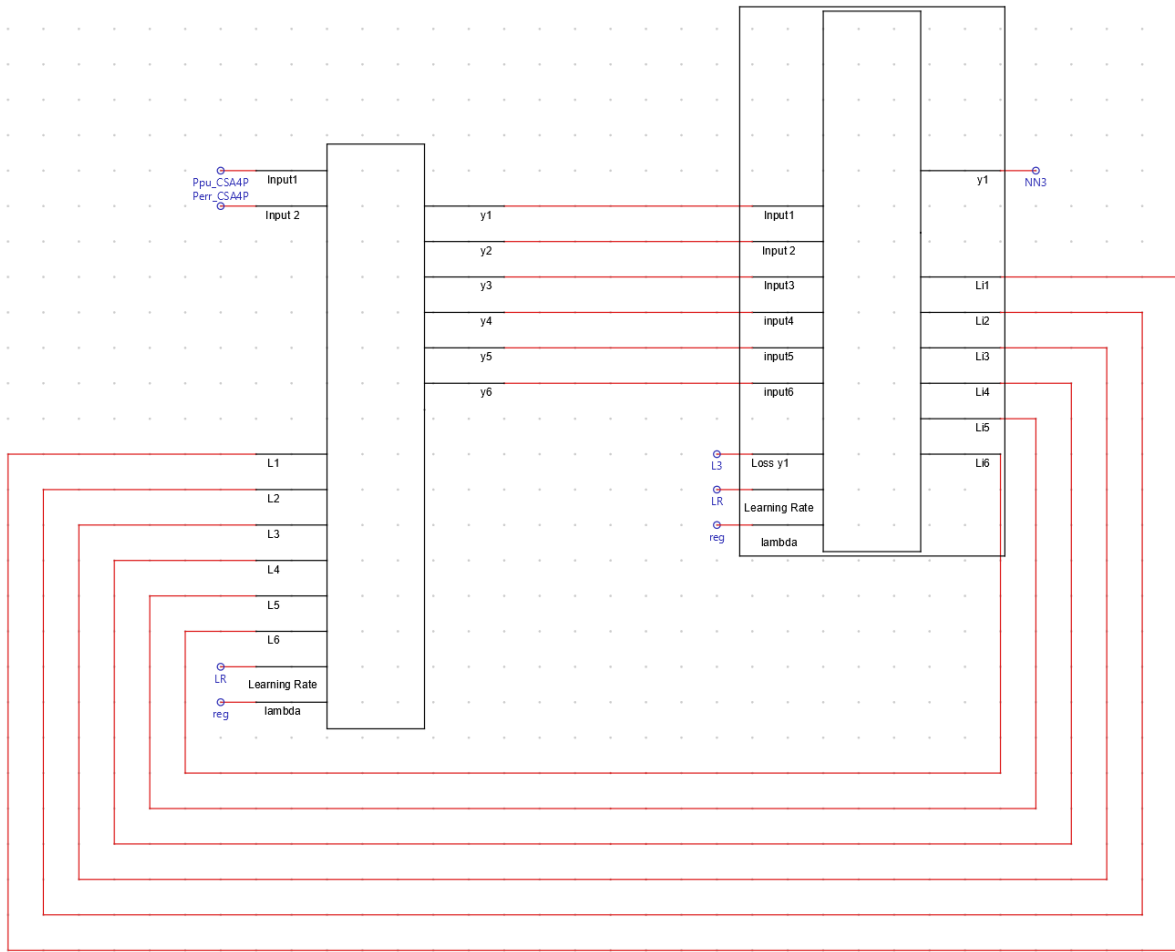 Ppu_CSA4P
Input1
Perr_CSA4P
Input 2
y1
y2
y3
y4
y5
y6
L1
L2
L3
L4
L5
L6
LR
Learning Rate
reg
lambda
y1
NN3
Input1
Input 2
Input3
input4
input5
input6
Li1
Li2
Li3
Li4
Li5
Li6
L3
Loss y1
LR
Learning Rate
reg
lambda